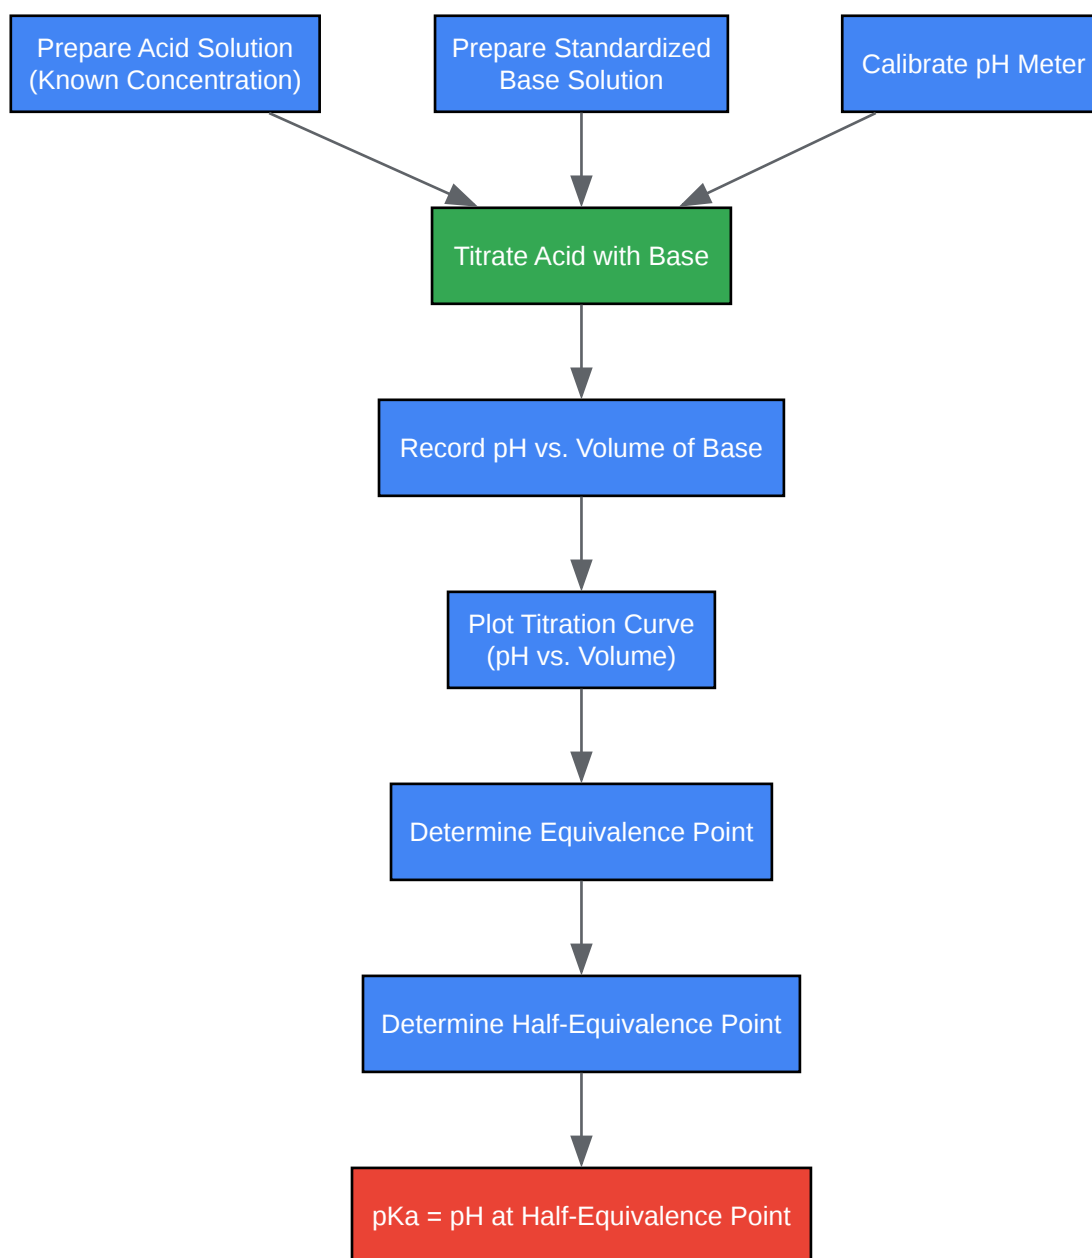 Prepare Acid Solution
(Known Concentration)
Prepare Standardized
Base Solution
Calibrate pH Meter
Titrate Acid with Base
Record pH vs. Volume of Base
Plot Titration Curve
(pH vs. Volume)
Determine Equivalence Point
Determine Half-Equivalence Point
pKa = pH at Half-Equivalence Point